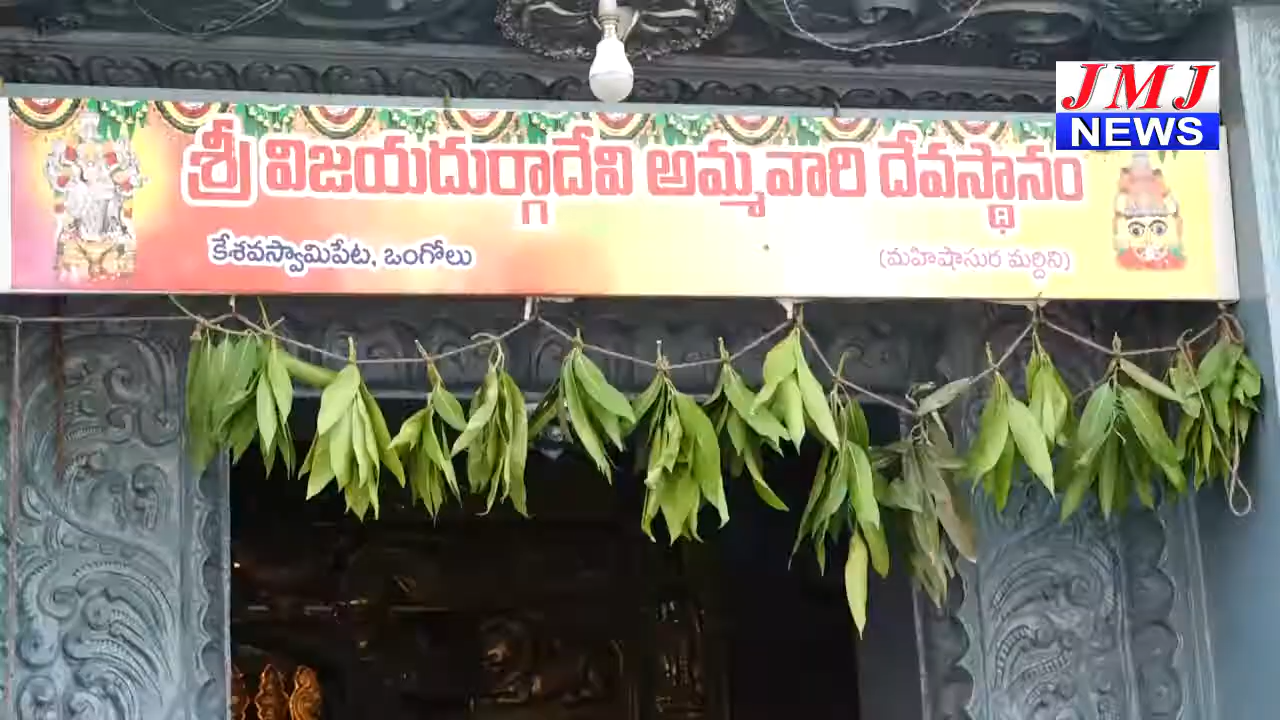 JMJ
NEWS
శ్రీ విజయదుర్గాదేవి అమ్మవారి దేవస్థానం
కేశవస్వామిపేట, ఒంగోలు
(మహిషాసుర మర్దిని)